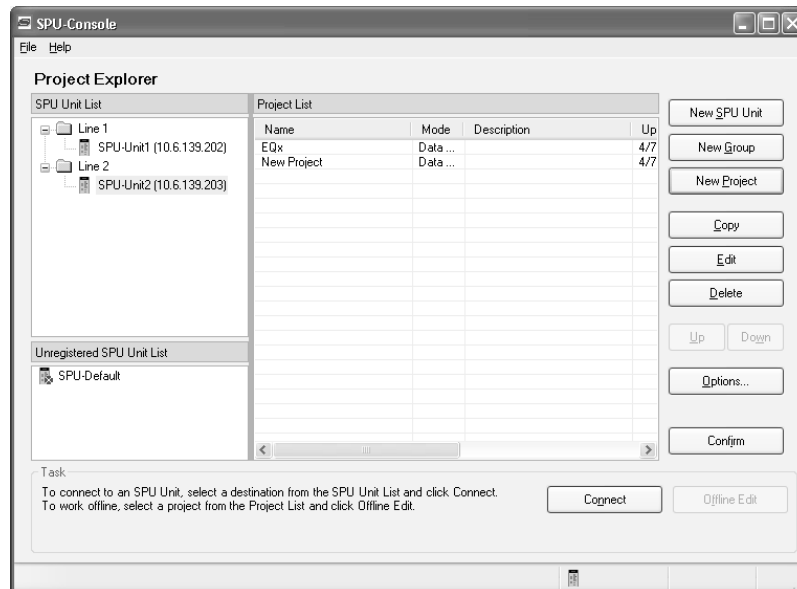 SPU-Console
File Help
Project Explorer
SPU Unit List
Line 1
SPU-Unit1 (10.6.139.202)
Line 2
SPU-Unit2 (10.6.139.203)
Unregistered SPU Unit List
SPU-Default
Project List
Name Mode Description Up
EQx Data ... 4/7
New Project Data ... 4/7
New SPU Unit
New Group
New Project
Copy
Edit
Delete
Up Down
Options...
Confirm
Task
To connect to an SPU Unit, select a destination from the SPU Unit List and click Connect.
To work offline, select a project from the Project List and click Offline Edit.
Connect Offline Edit